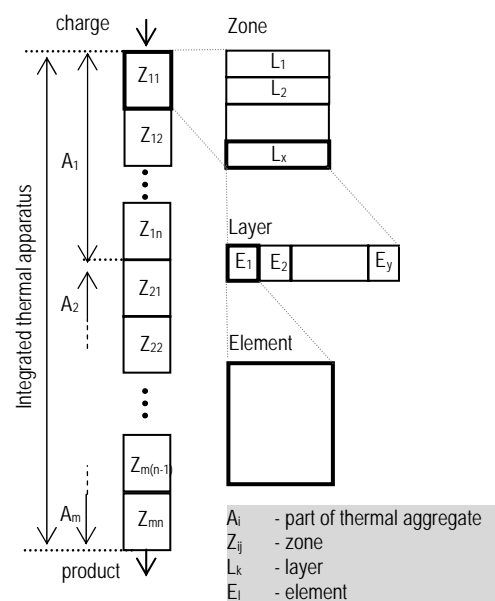 charge
Zone
Z11
L1
L2
Z12
A1
Lx
Integrated thermal apparatus
Z1n
Layer
E1 E2 Ey
A2
Z21
Z22
Element
Zm(n-1)
Am
Zmn
product
Ai - part of thermal aggregate
Zij - zone
Lk - layer
El - element